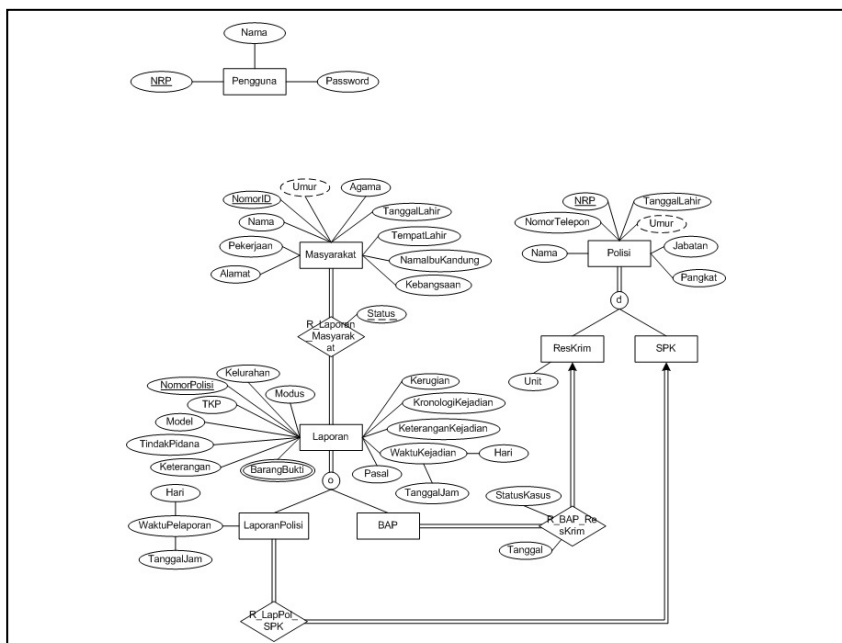 Nama
NRP
Pengguna
Password
Umur
Agama
NomorID
TanggalLahir
Nama
Pekerjaan
TempatLahir
Masyarakat
NamaIbuKandung
Alamat
Kebangsaan
NRP
TanggalLahir
NomorTelepon
Umur
Nama
Polisi
Jabatan
Pangkat
d
Status
R_Laporan
_Masyarak
at
ResKrim
SPK
Unit
Kelurahan
Kerugian
NomorPolisi
Modus
KronologiKejadian
TKP
Model
KeteranganKejadian
TindakPidana
Laporan
WaktuKejadian
Hari
Keterangan
BarangBukti
Pasal
TanggalJam
o
Hari
StatusKasus
WaktuPelaporan
LaporanPolisi
BAP
R_BAP_Re
sKrim
TanggalJam
Tanggal
R_LapPol_
SPK